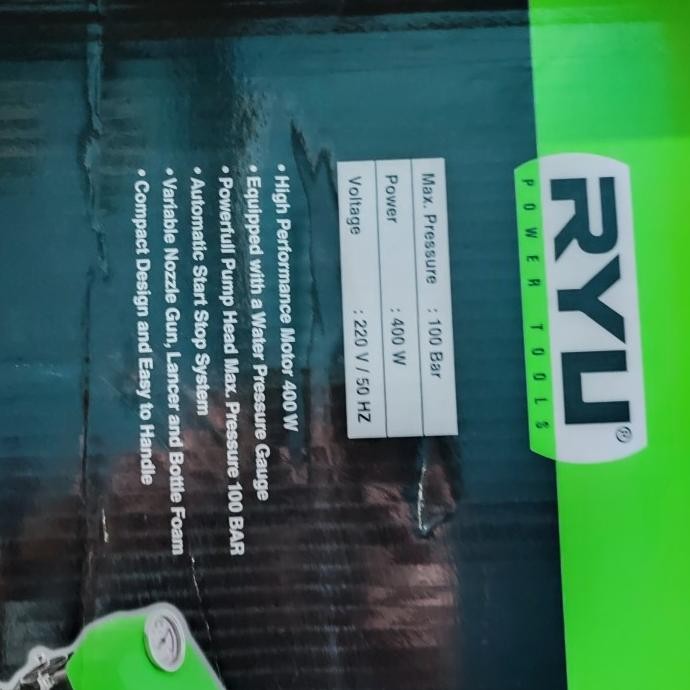 RYU®
POWER TOOLS
Max. Pressure : 100 Bar
Power : 400 W
Voltage : 220 V / 50 HZ
• High Performance Motor 400 W
• Equipped with a Water Pressure Gauge
• Powerfull Pump Head Max. Pressure 100 BAR
• Automatic Start Stop System
• Variable Nozzle Gun, Lancer and Bottle Foam
• Compact Design and Easy to Handle